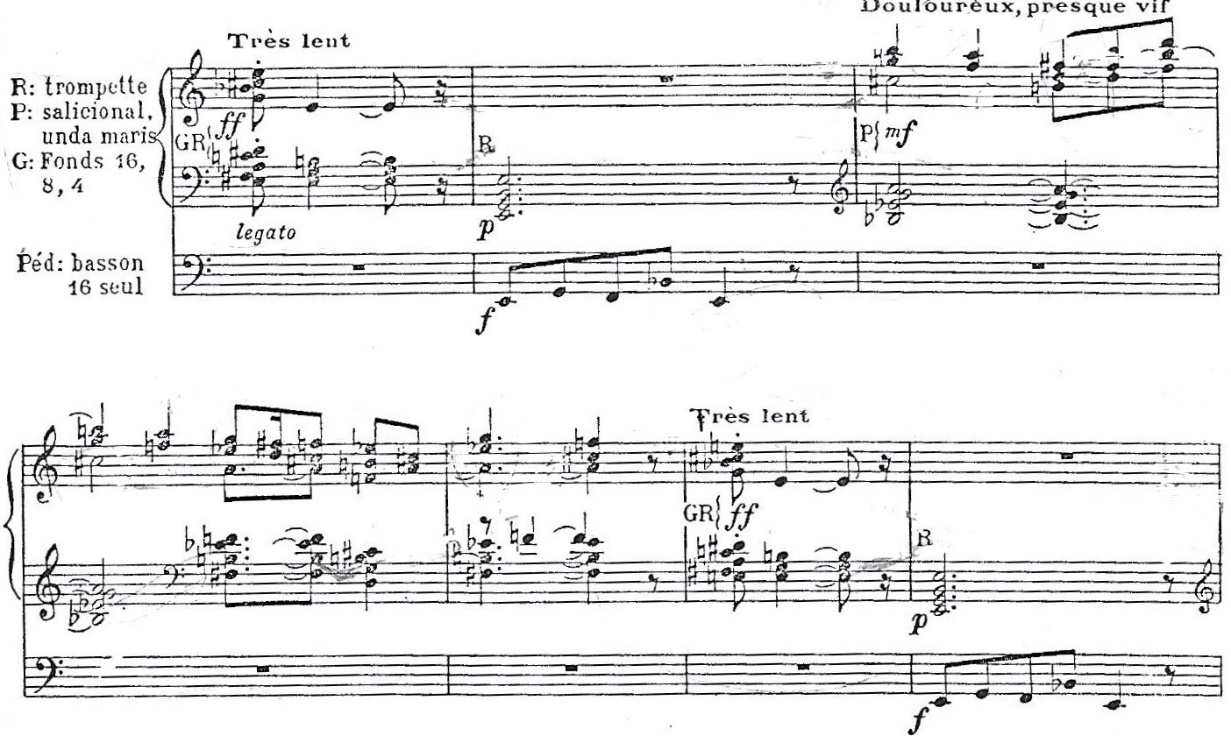 Douloureux, presque vif
Très lent
R: trompette
P: salicional,
unda maris
G: Fonds 16,
8, 4
GR ff
legato
R
p
P mf
Péd: basson
16 seul
f
Très lent
GR ff
R
p
f